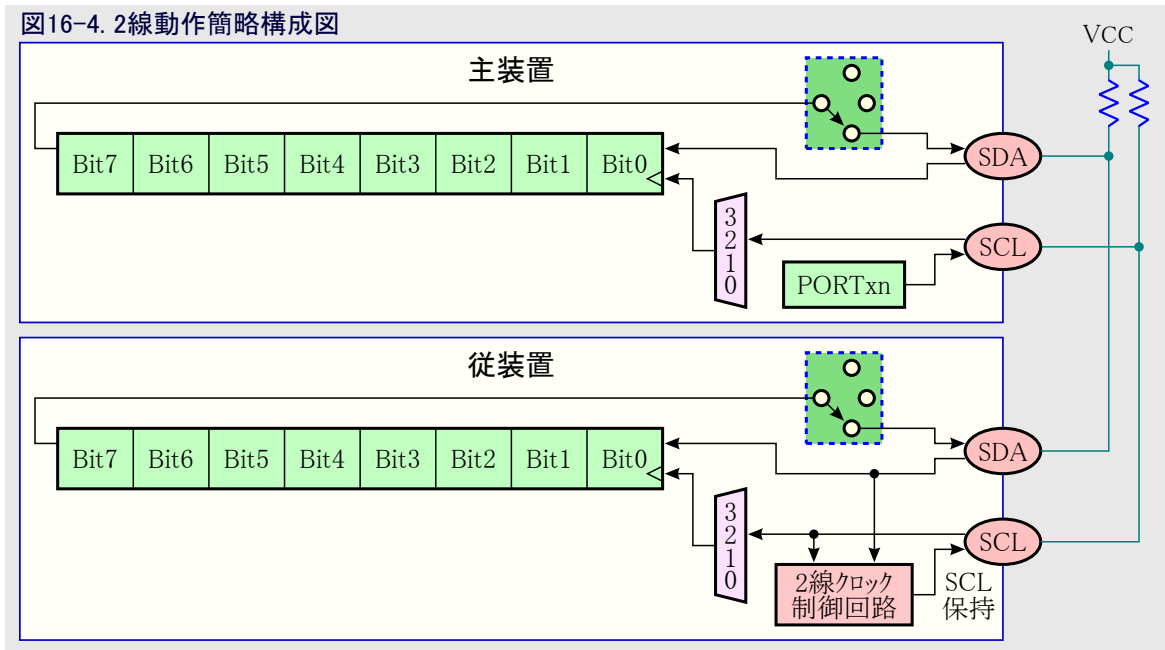 図16-4. 2線動作簡略構成図
VCC
主装置
Bit7 Bit6 Bit5 Bit4 Bit3 Bit2 Bit1 Bit0
SDA
3
2
1
0
SCL
PORTxn
従装置
Bit7 Bit6 Bit5 Bit4 Bit3 Bit2 Bit1 Bit0
SDA
3
2
1
0
SCL
2線クロック
制御回路
SCL
保持